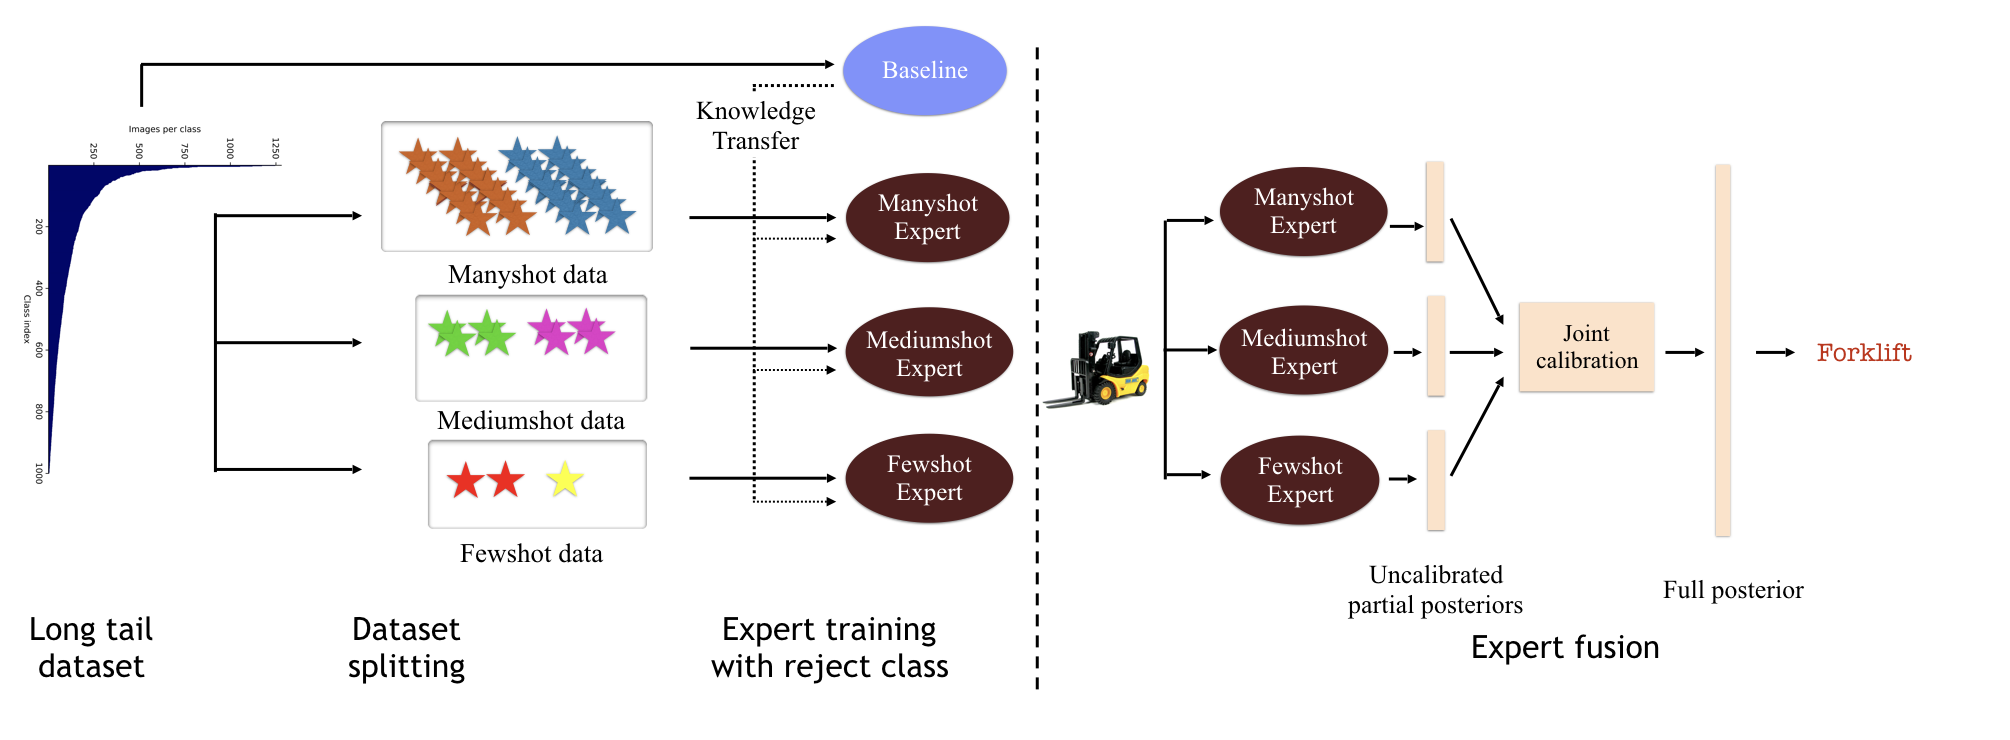 Baseline
Knowledge
Transfer
Images per class
250
500
750
1000
1250
200
400
600
800
1000
Class index
Manyshot data
Mediumshot data
Fewshot data
Manyshot
Expert
Mediumshot
Expert
Fewshot
Expert
Manyshot
Expert
Mediumshot
Expert
Fewshot
Expert
Joint
calibration
Forklift
Uncalibrated
partial posteriors
Full posterior
Long tail
dataset
Dataset
splitting
Expert training
with reject class
Expert fusion